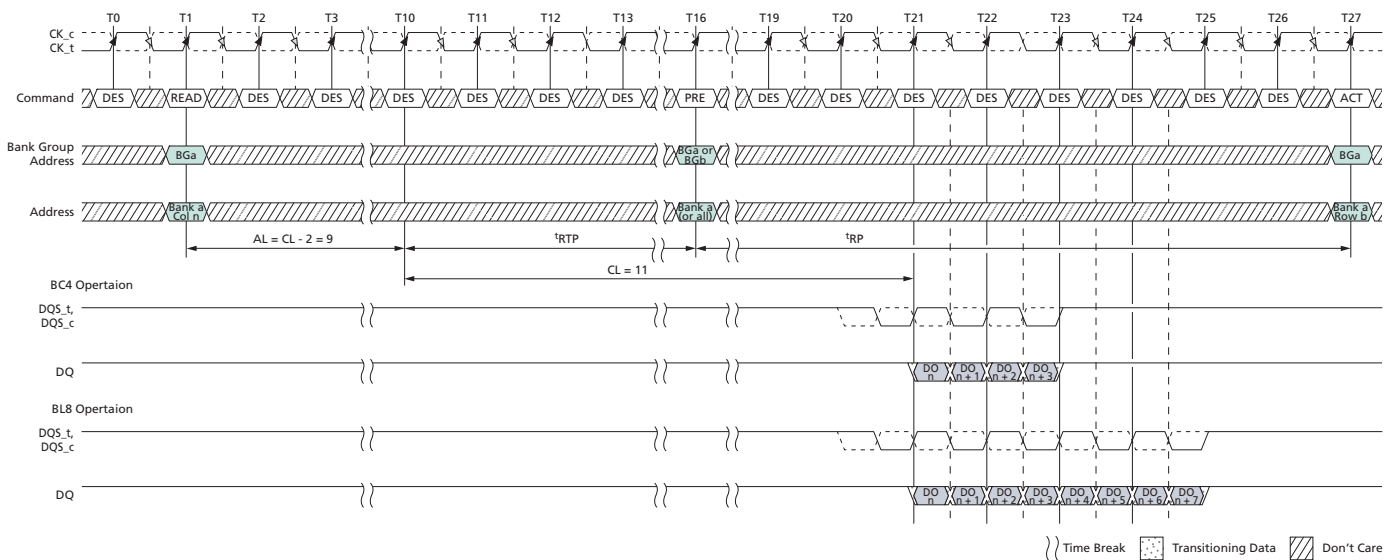 T0 T1 T2 T3 T10 T11 T12 T13 T16 T19 T20 T21 T22 T23 T24 T25 T26 T27
CK_c
CK_t
Command DES READ DES DES DES DES DES DES PRE DES DES DES DES DES DES DES DES ACT
Bank Group
Address
BGa
BGa or
BGb
BGa
Address
Bank a
Col n
Bank a
(or all)
Bank a
Row b
AL = CL - 2 = 9
tRTP
tRP
CL = 11
BC4 Opertaion
DQS_t,
DQS_c
DQ
DO
n
DO
n + 1
DO
n + 2
DO
n + 3
BL8 Opertaion
DQS_t,
DQS_c
DQ
DO
n
DO
n + 1
DO
n + 2
DO
n + 3
DO
n + 4
DO
n + 5
DO
n + 6
DO
n + 7
Time Break Transitioning Data Don't Care